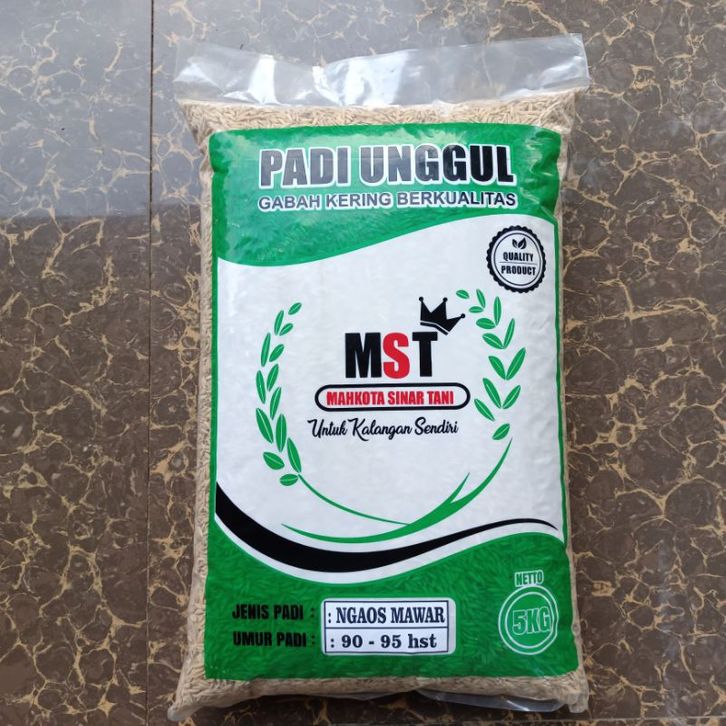 PADI UNGGUL
GABAH KERING BERKUALITAS
QUALITY
PRODUCT
MST
MAHKOTA SINAR TANI
Untuk Kalangan Sendiri
NETTO
5KG
JENIS PADI : : NGAOS MAWAR
UMUR PADI : : 90 - 95 hst